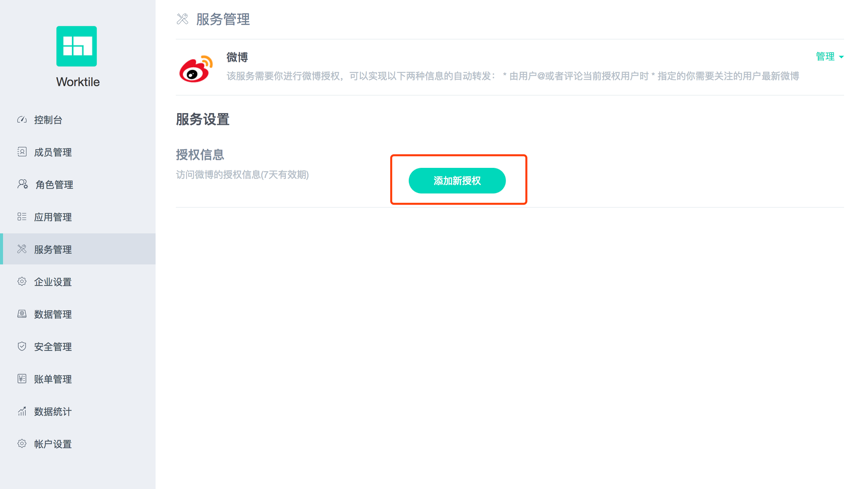 Worktile
控制台
成员管理
角色管理
应用管理
服务管理
企业设置
数据管理
安全管理
账单管理
数据统计
帐户设置
服务管理
微博
管理
该服务需要你进行微博授权，可以实现以下两种信息的自动转发： * 由用户@或者评论当前授权用户时 * 指定的你需要关注的用户最新微博
服务设置
授权信息
访问微博的授权信息(7天有效期)
添加新授权